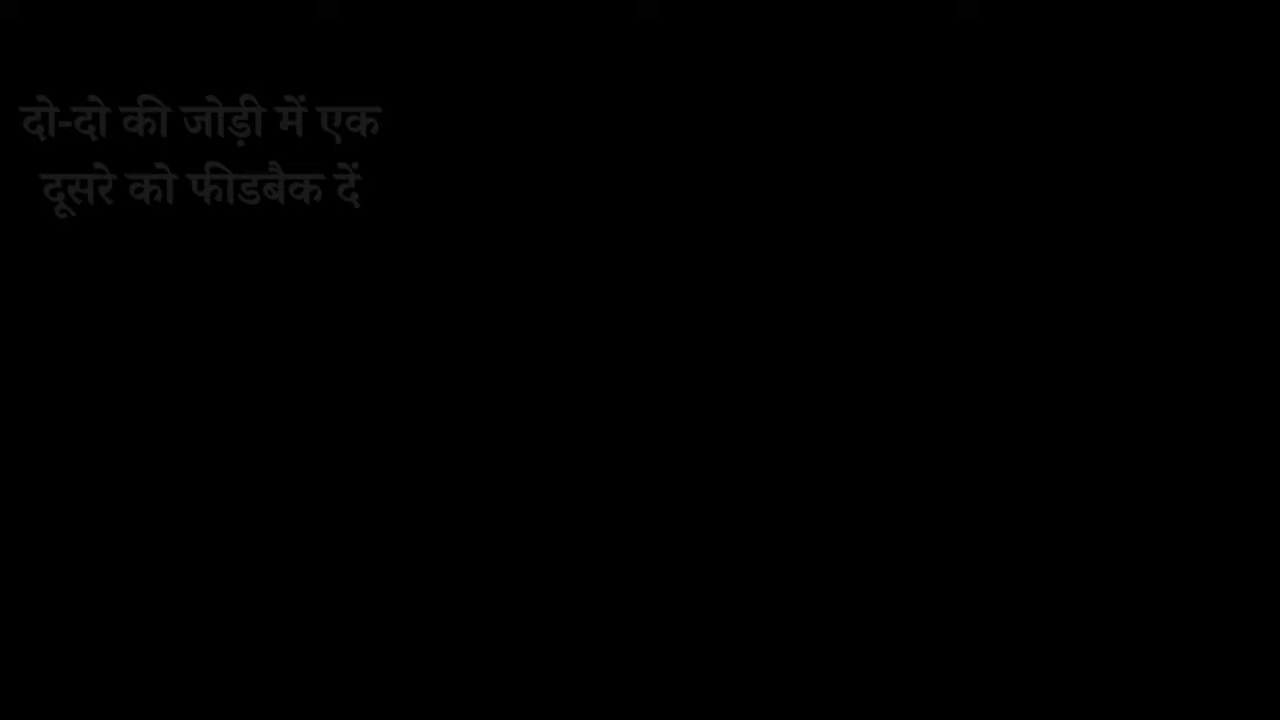 दो-दो की जोड़ी में एक
दूसरे को फीडबैक दें